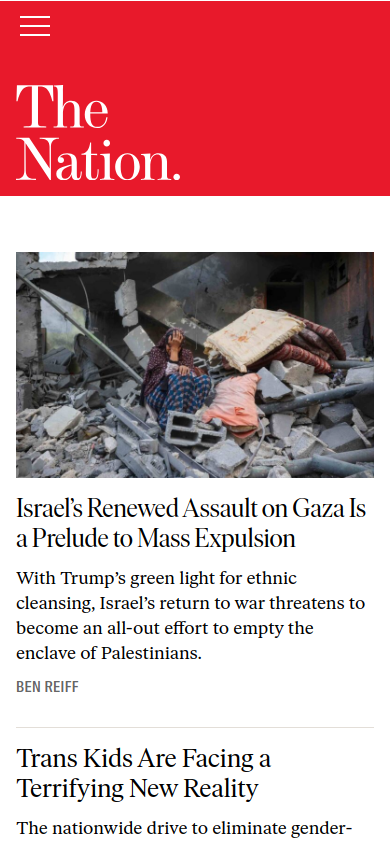 The
Nation.
Israel’s Renewed Assault on Gaza Is
a Prelude to Mass Expulsion
With Trump’s green light for ethnic
cleansing, Israel’s return to war threatens to
become an all-out effort to empty the
enclave of Palestinians.
BEN REIFF
Trans Kids Are Facing a
Terrifying New Reality
The nationwide drive to eliminate gender-